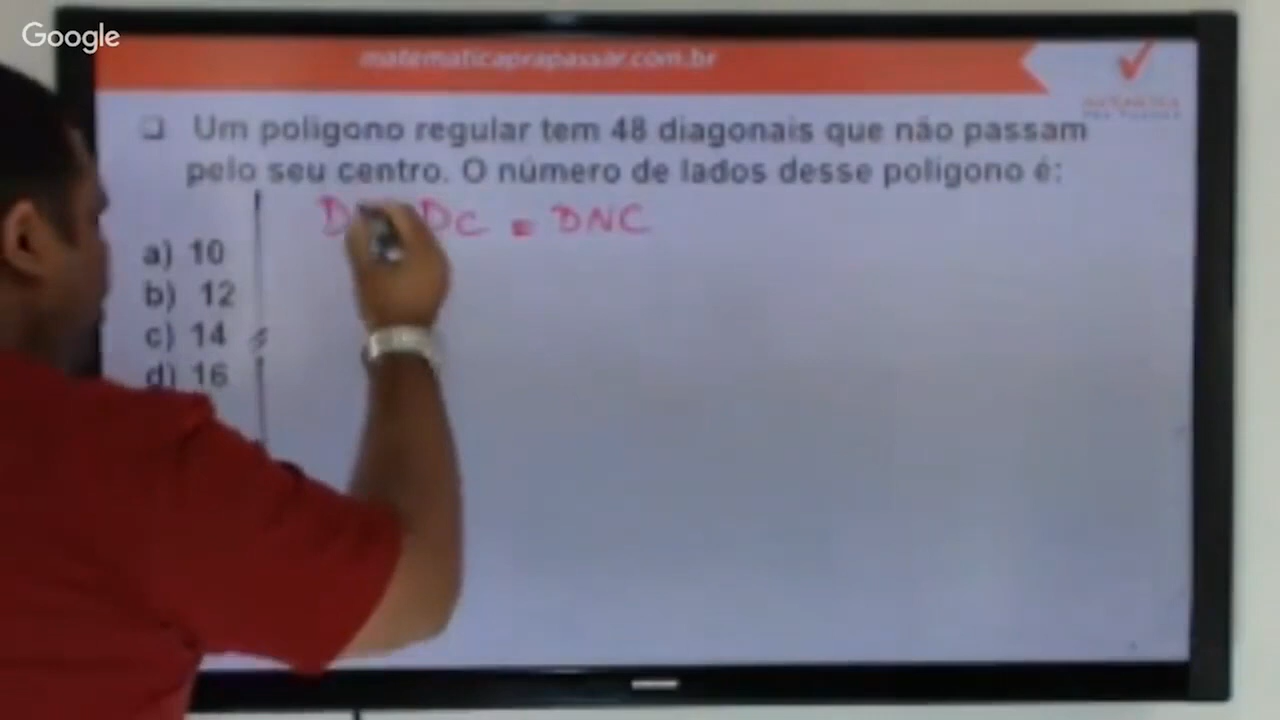 Google
matematicaprapassar.com.br
Um polígono regular tem 48 diagonais que não passam
pelo seu centro. O número de lados desse polígono é:
DC = DNC
a) 10
b) 12
c) 14
d) 16